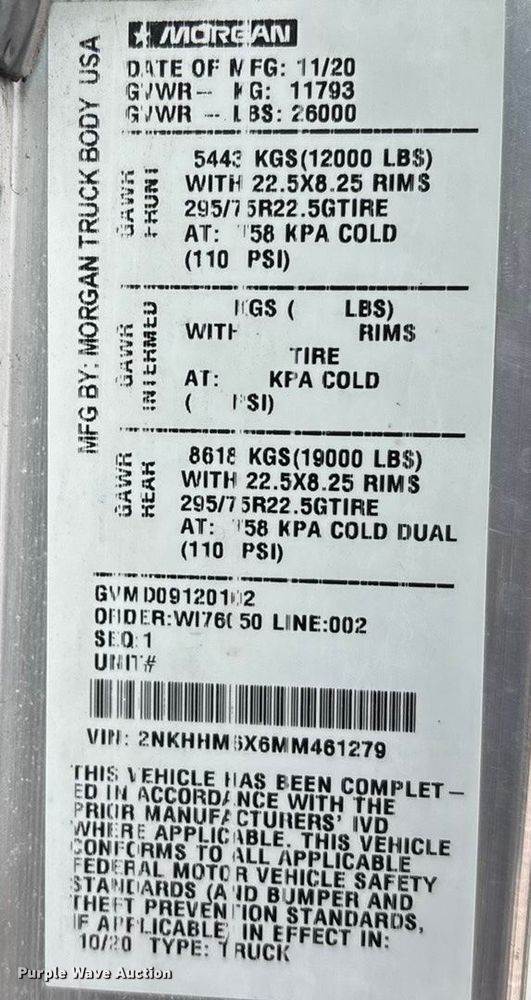 MORGAN
DATE OF MFG: 11/20
GVWR-- KG: 11793
GVWR -- LBS: 26000
MFG BY: MORGAN TRUCK BODY USA
GAWR FRONT
5443 KGS(12000 LBS)
WITH 22.5X8.25 RIMS
295/75R22.5GTIRE
AT: 758 KPA COLD
(110 PSI)
GAWR INTERMED
KGS ( LBS)
WITH RIMS
TIRE
AT: KPA COLD
( PSI)
GAWR REAR
8618 KGS(19000 LBS)
WITH 22.5X8.25 RIMS
295/75R22.5GTIRE
AT: 758 KPA COLD DUAL
(110 PSI)
ORDER: LINE:002
SEQ:1
UNIT#
VIN:
THIS VEHICLE HAS BEEN COMPLET-
ED IN ACCORDANCE WITH THE
PRIOR MANUFACTURERS' IVD
WHERE APPLICABLE. THIS VEHICLE
CONFORMS TO ALL APPLICABLE
FEDERAL MOTOR VEHICLE SAFETY
STANDARDS (AND BUMPER AND
THEFT PREVENTION STANDARDS,
IF APPLICABLE) IN EFFECT IN:
10/20 TYPE: TRUCK
Purple Wave Auction